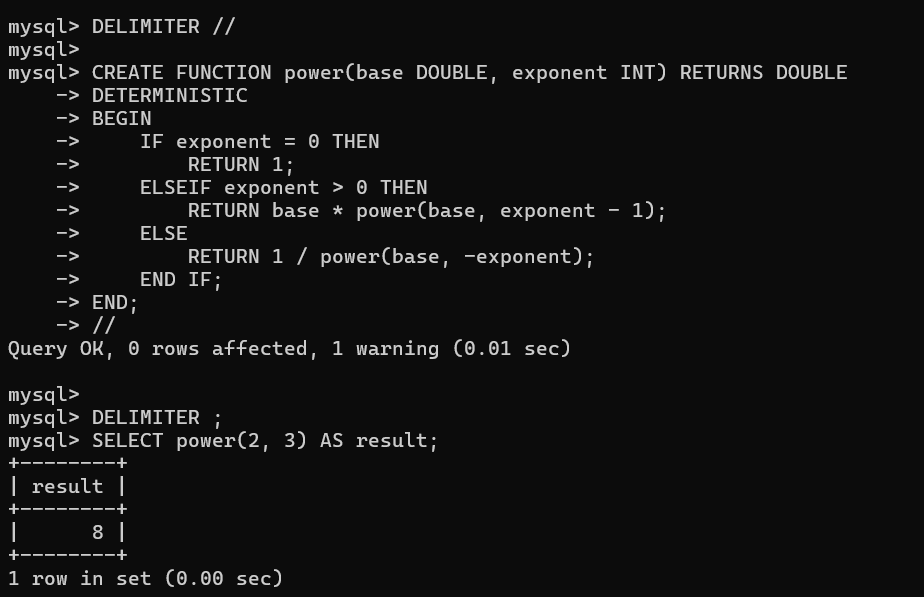 mysql> DELIMITER //
mysql>
mysql> CREATE FUNCTION power(base DOUBLE, exponent INT) RETURNS DOUBLE
    -> DETERMINISTIC
    -> BEGIN
    ->     IF exponent = 0 THEN
    ->         RETURN 1;
    ->     ELSEIF exponent > 0 THEN
    ->         RETURN base * power(base, exponent - 1);
    ->     ELSE
    ->         RETURN 1 / power(base, -exponent);
    ->     END IF;
    -> END;
    -> //
Query OK, 0 rows affected, 1 warning (0.01 sec)

mysql>
mysql> DELIMITER ;
mysql> SELECT power(2, 3) AS result;
+--------+
| result |
+--------+
|      8 |
+--------+
1 row in set (0.00 sec)